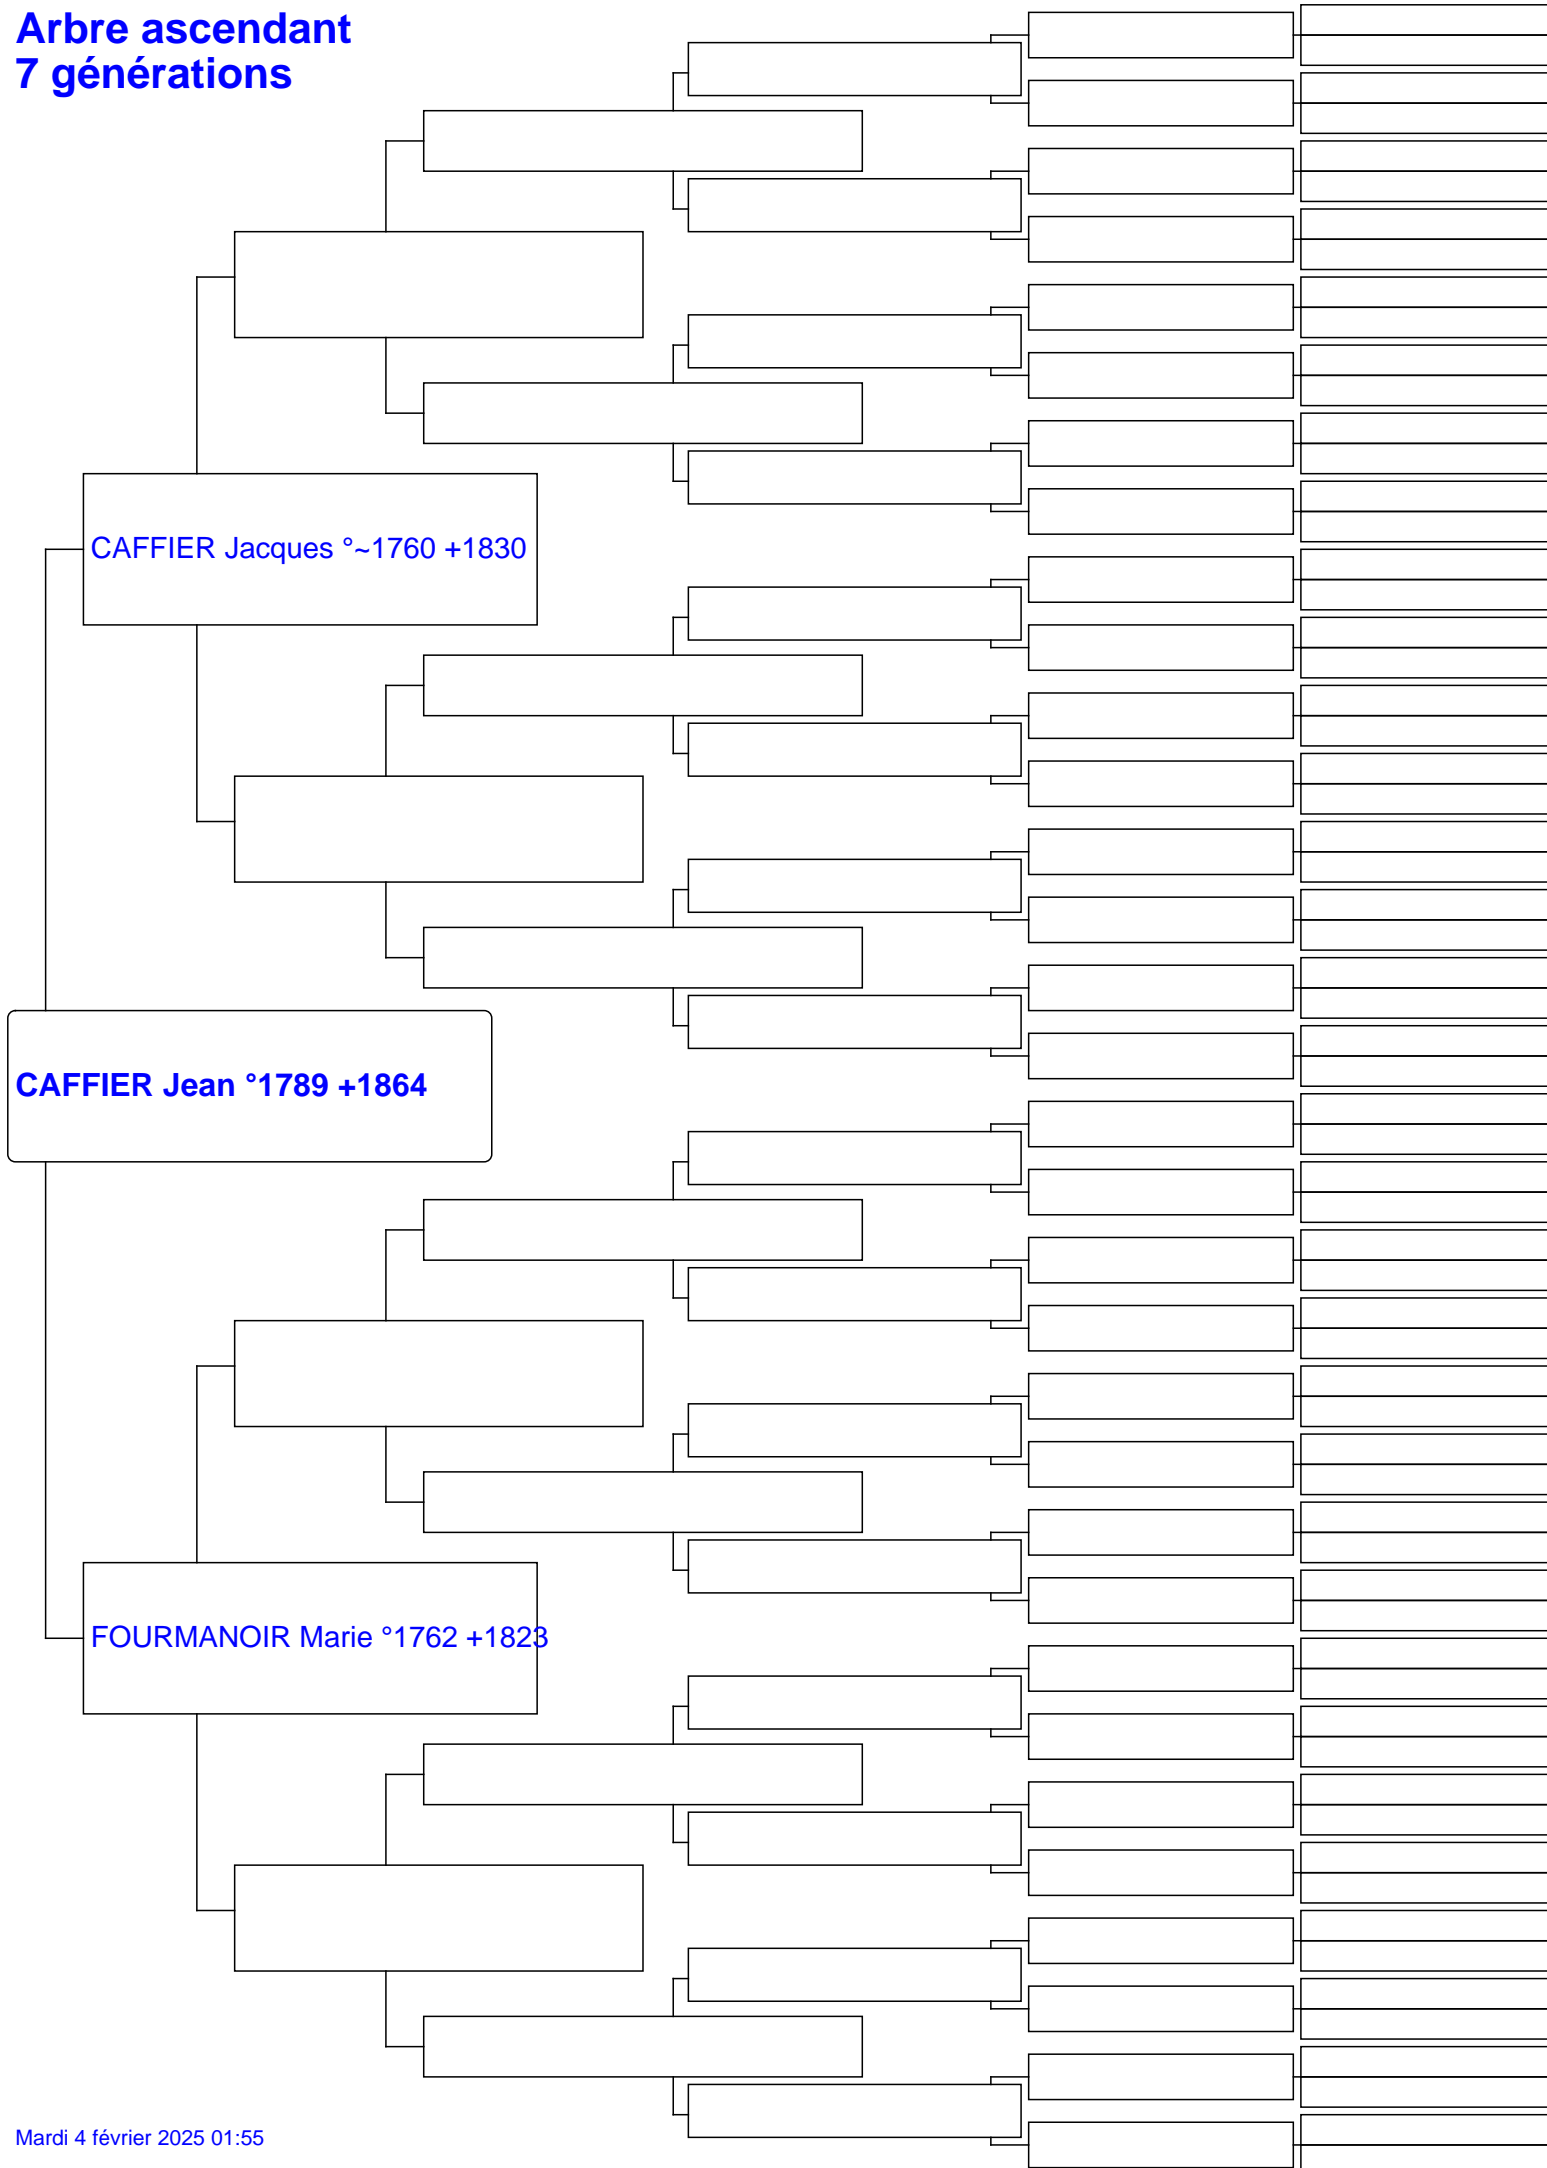 Arbre ascendant
7 générations
CAFFIER Jacques °~1760 +1830
CAFFIER Jean °1789 +1864
FOURMANOIR Marie °1762 +1823
Mardi 4 février 2025 01:55